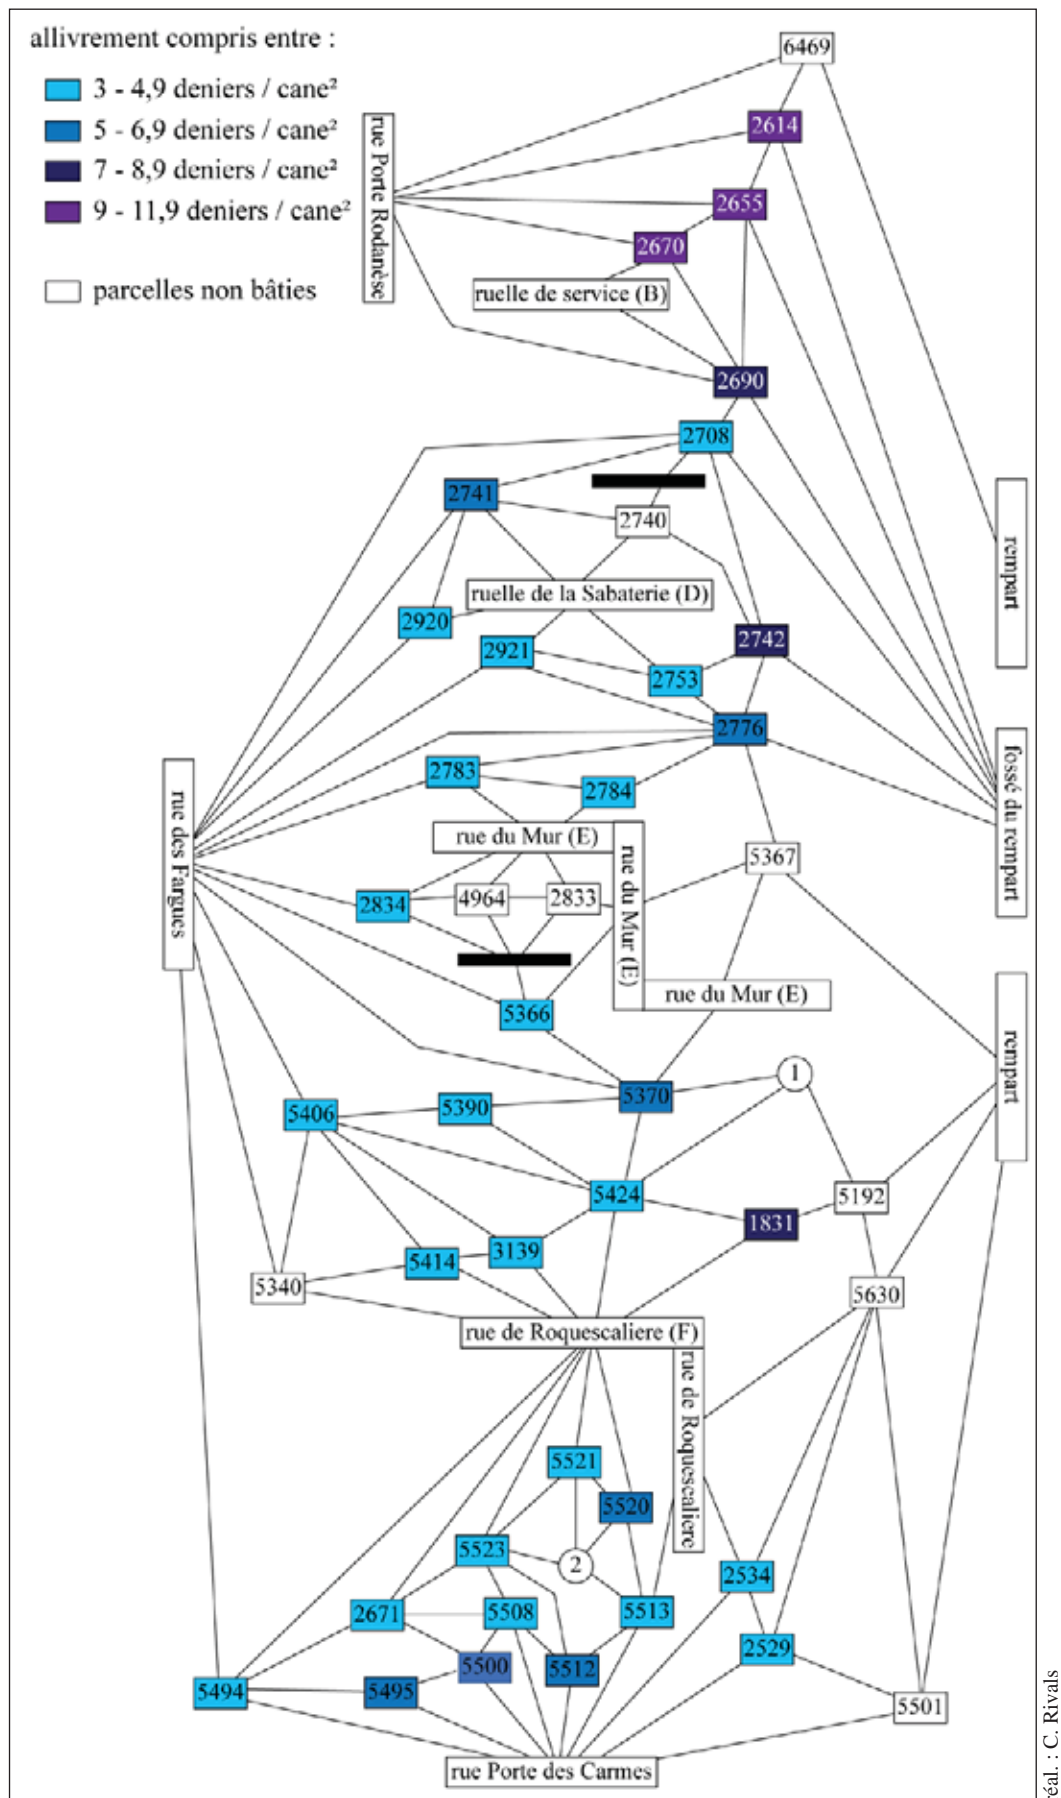 allivrement compris entre :
3 - 4,9 deniers / cane²
5 - 6,9 deniers / cane²
7 - 8,9 deniers / cane²
9 - 11,9 deniers / cane²
parcelles non bâties
6469
2614
rue Porte Rodanèse
2655
2670
ruelle de service (B)
2690
2708
2741
2740
rempart
ruelle de la Sabaterie (D)
2920
2921
2742
2753
2776
fossé du rempart
2783
2784
rue des Fargues
rue du Mur (E)
rue du Mur (E)
5367
2834
4964
2833
rue du Mur (E)
5366
rempart
1
5370
5390
5406
5424
5192
1831
3139
5414
5340
5630
rue de Roquescaliere (F)
rue de Roquescaliere
5521
5520
5523
2
2534
2671
5508
5513
2529
5500
5512
5494
5495
5501
rue Porte des Carmes
réal. : C. Rivals